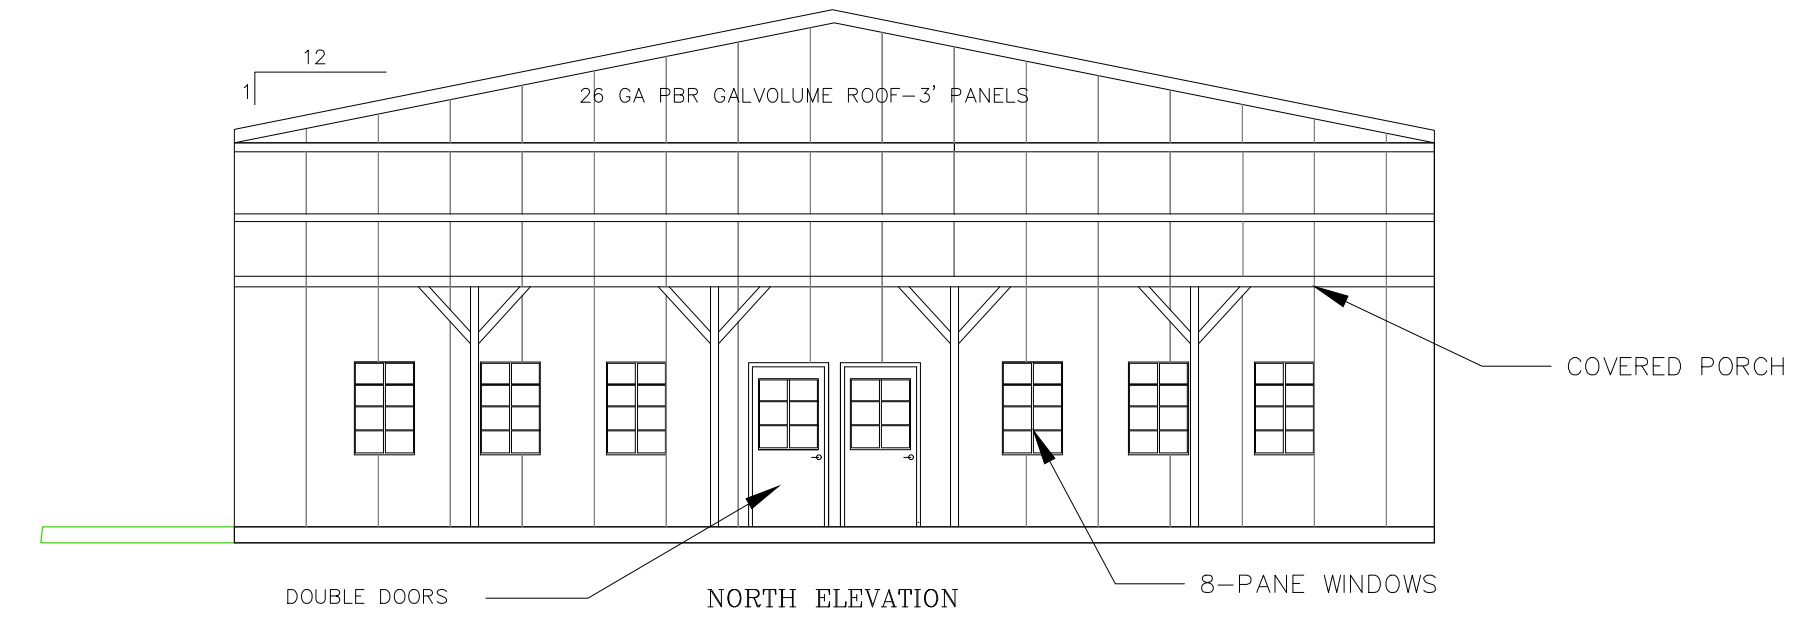 12
1
26 GA PBR GALVOLUME ROOF-3' PANELS
COVERED PORCH
8-PANE WINDOWS
DOUBLE DOORS
NORTH ELEVATION